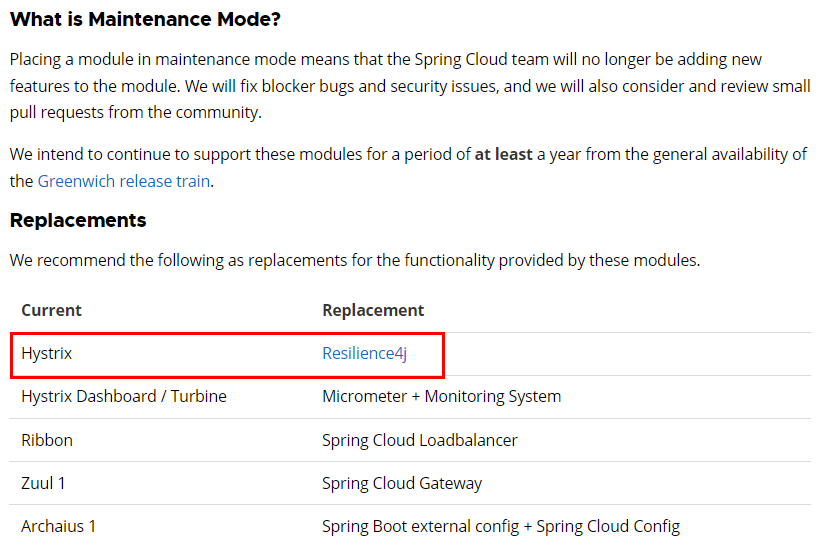 What is Maintenance Mode?
Placing a module in maintenance mode means that the Spring Cloud team will no longer be adding new
features to the module. We will fix blocker bugs and security issues, and we will also consider and review small
pull requests from the community.
We intend to continue to support these modules for a period of at least a year from the general availability of
the Greenwich release train.
Replacements
We recommend the following as replacements for the functionality provided by these modules.
Current Replacement
Hystrix Resilience4j
Hystrix Dashboard / Turbine Micrometer + Monitoring System
Ribbon Spring Cloud Loadbalancer
Zuul 1 Spring Cloud Gateway
Archaius 1 Spring Boot external config + Spring Cloud Config